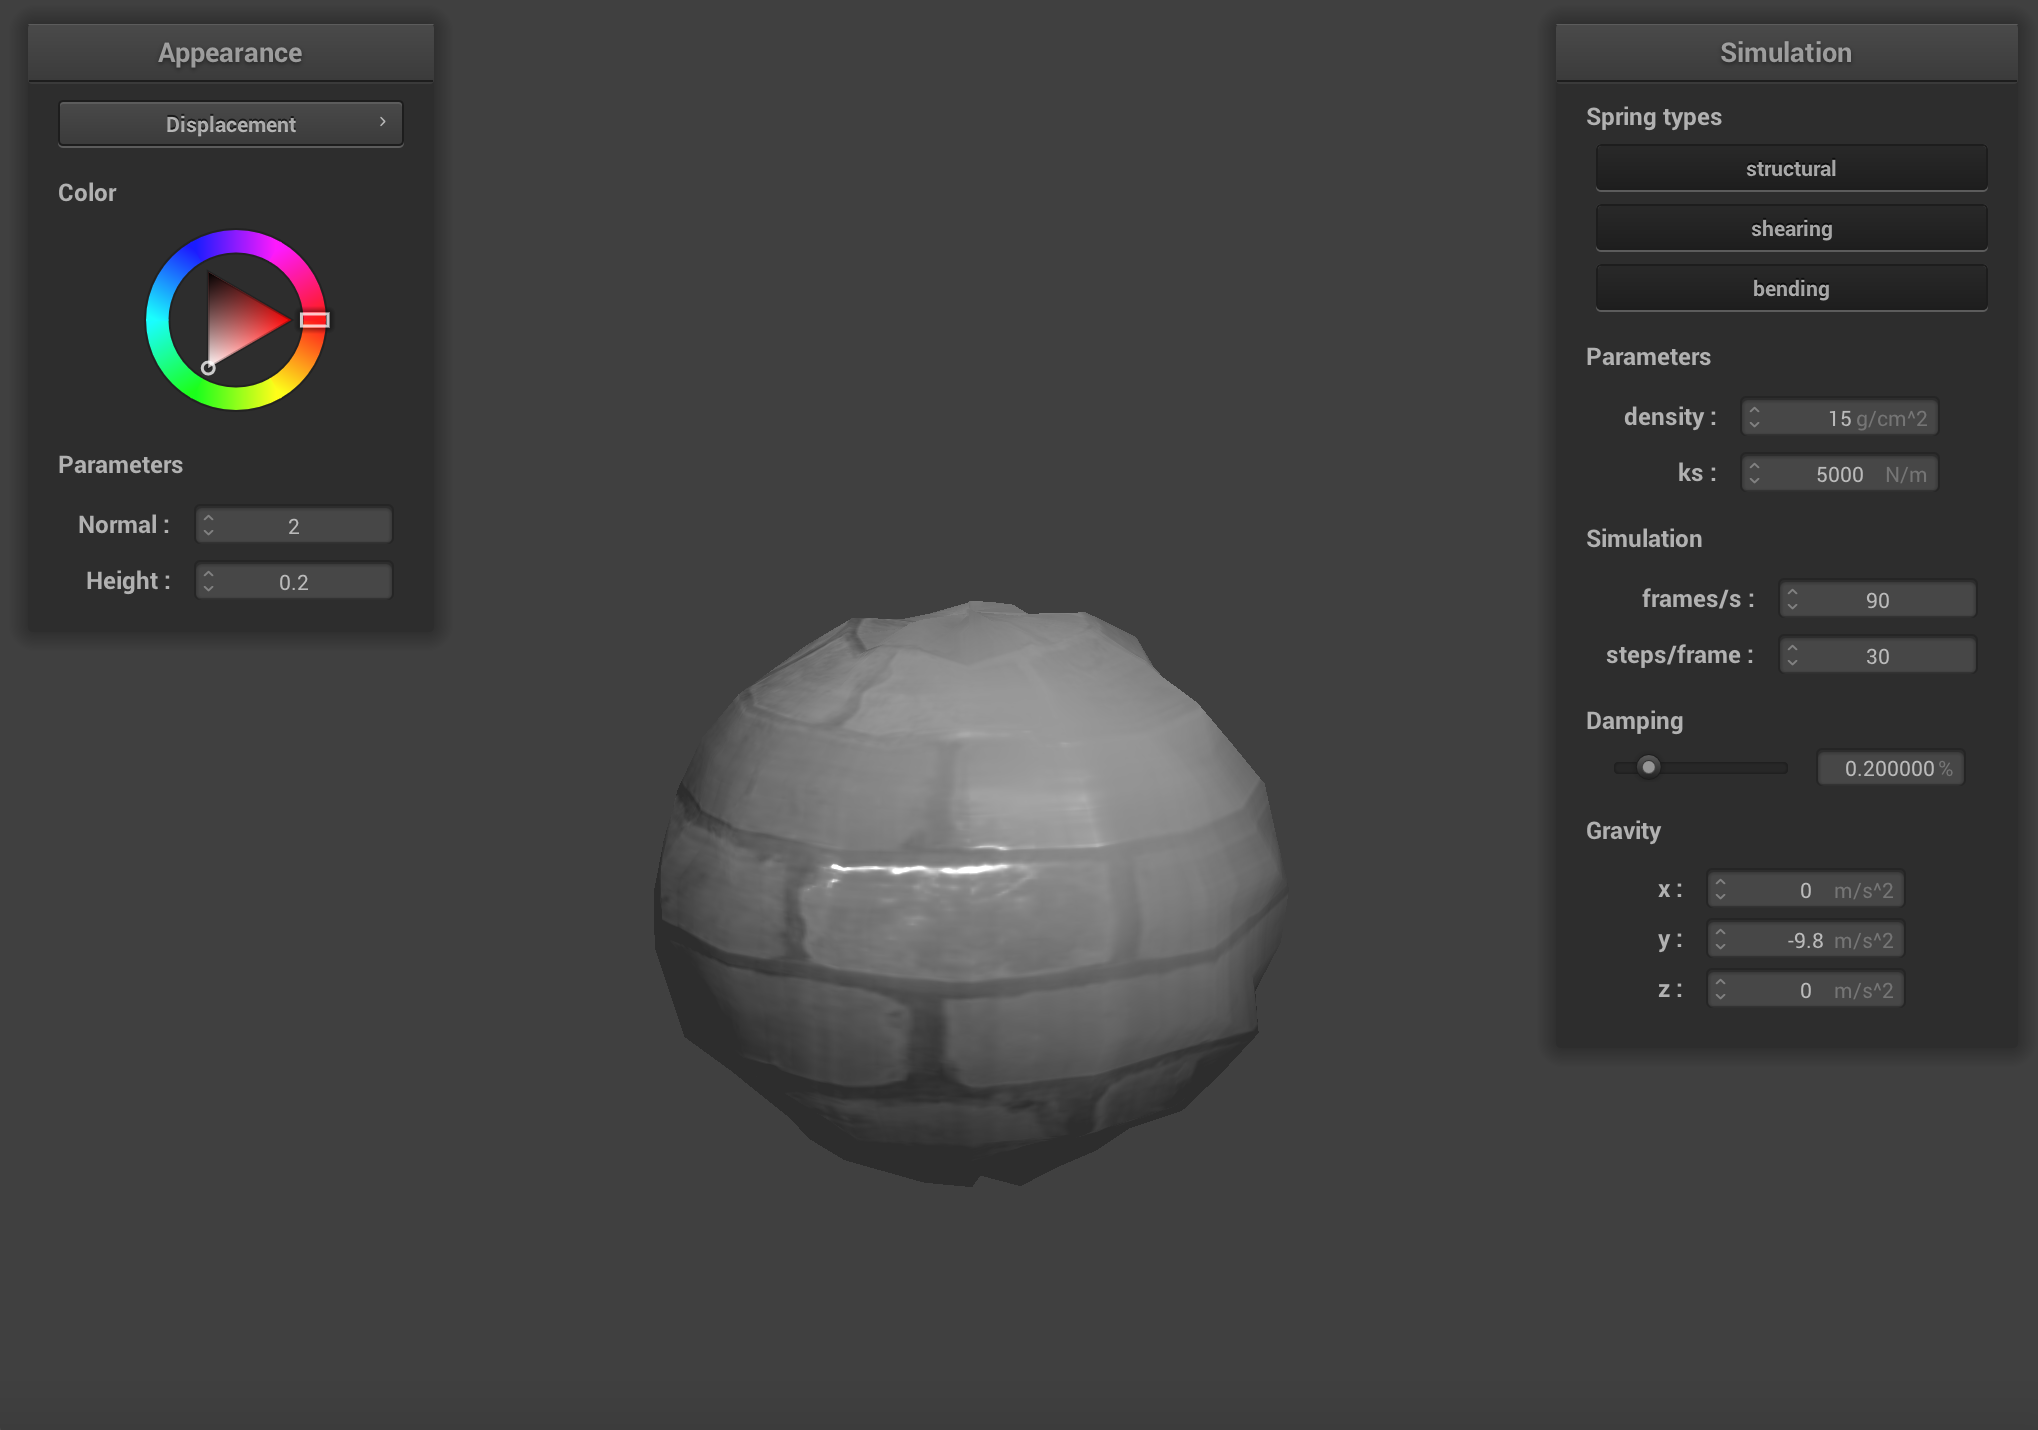 Appearance
Displacement
Color
Parameters
Normal : 2
Height : 0.2
Simulation
Spring types
structural
shearing
bending
Parameters
density : 15 g/cm^2
ks : 5000 N/m
Simulation
frames/s : 90
steps/frame : 30
Damping
0.200000 %
Gravity
x : 0 m/s^2
y : -9.8 m/s^2
z : 0 m/s^2